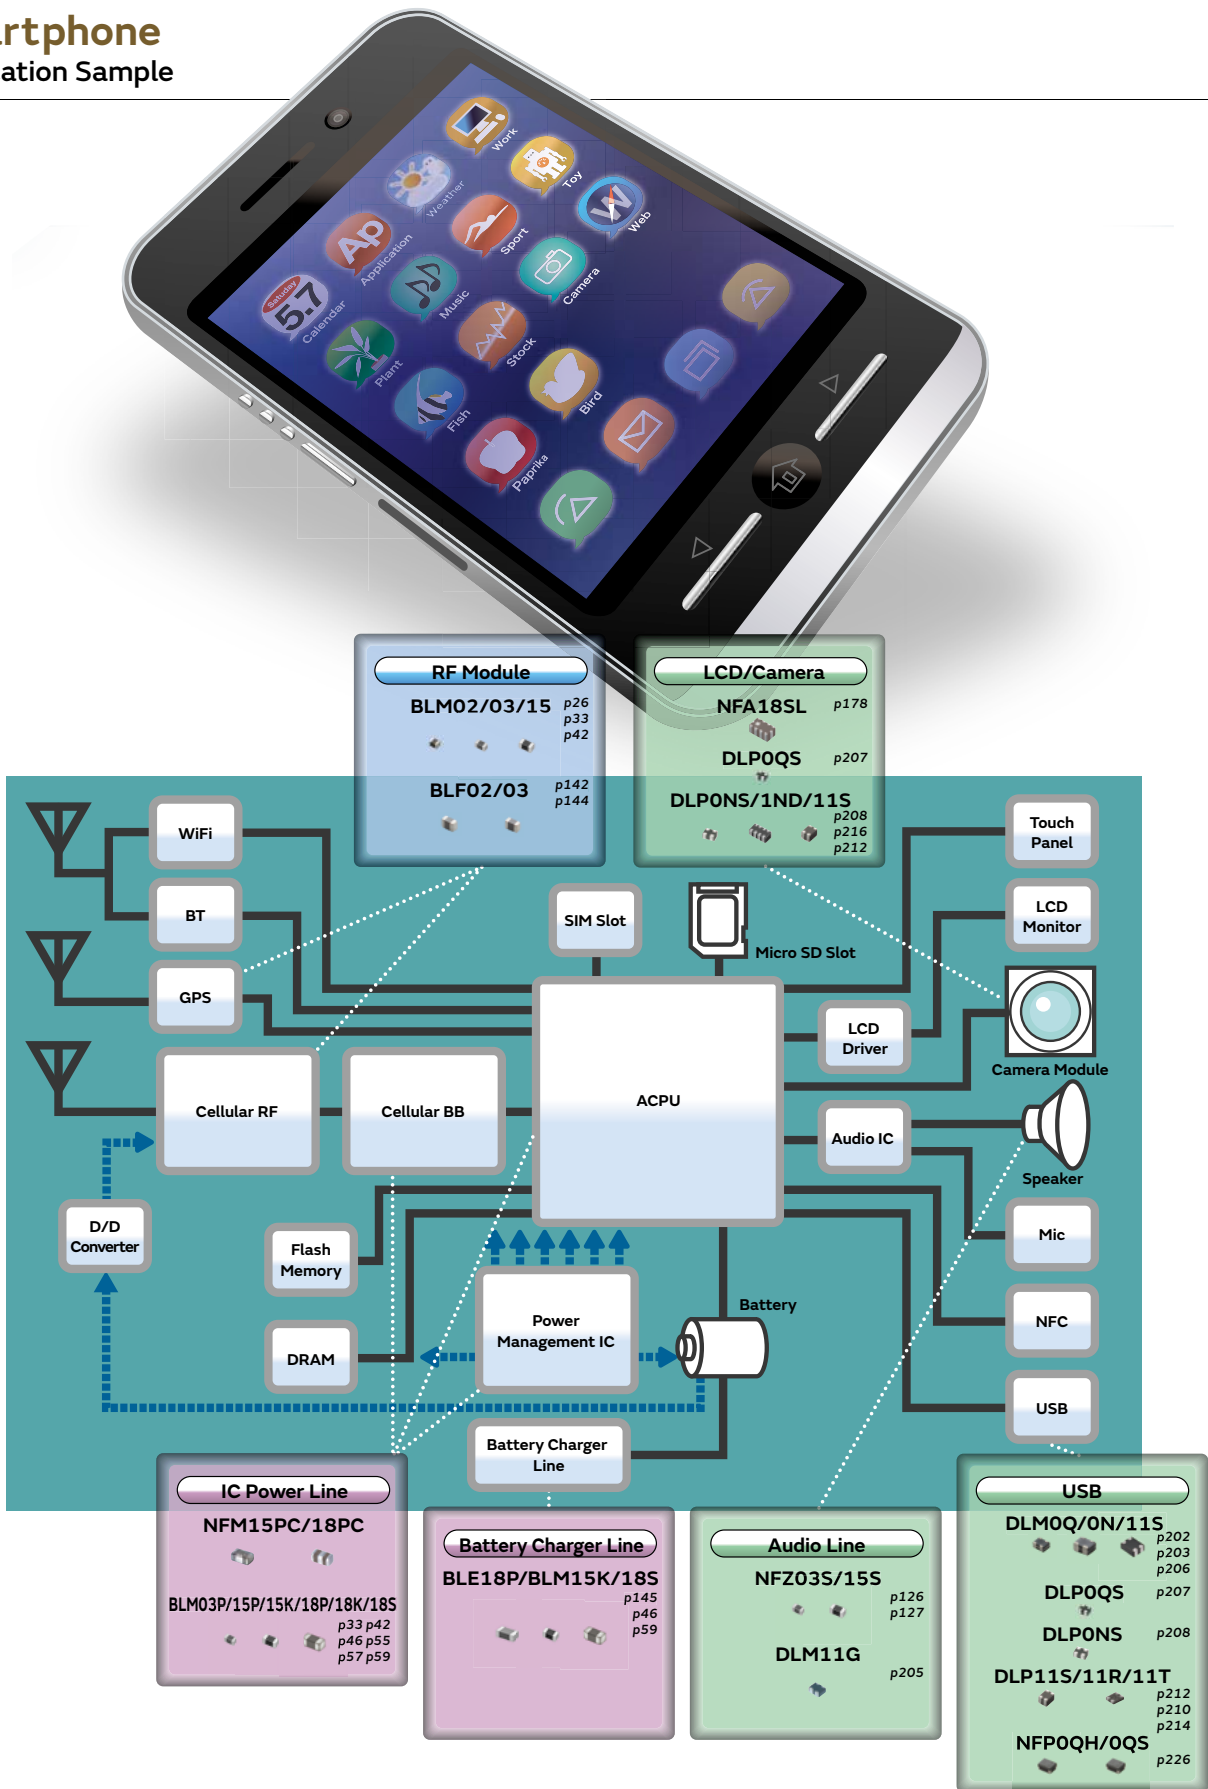 rtphone
ation Sample
Work
Toy
Web
Weather
Sport
Camera
Ap
Application
Music
Stock
Bird
Satuday
5.7
Calendar
Plant
Fish
Paprika
RF Module
BLM02/03/15 p26
p33
p42
BLF02/03 p142
p144
LCD/Camera
NFA18SL p178
DLP0QS p207
DLP0NS/1ND/11S
p208
p216
p212
WiFi
BT
GPS
Cellular RF
Cellular BB
SIM Slot
Micro SD Slot
ACPU
Touch
Panel
LCD
Monitor
LCD
Driver
Camera Module
Audio IC
Speaker
Mic
NFC
USB
D/D
Converter
Flash
Memory
DRAM
Power
Management IC
Battery
Battery Charger
Line
IC Power Line
NFM15PC/18PC
BLM03P/15P/15K/18P/18K/18S
p33 p42
p46 p55
p57 p59
Battery Charger Line
BLE18P/BLM15K/18S
p145
p46
p59
Audio Line
NFZ03S/15S
p126
p127
DLM11G
p205
USB
DLM0Q/0N/11S
p202
p203
p206
DLP0QS p207
DLP0NS p208
DLP11S/11R/11T
p212
p210
p214
NFP0QH/0QS
p226